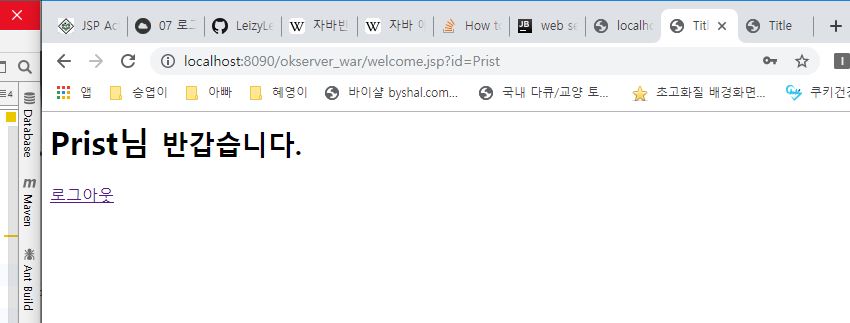 JSP Ac
07 로그
LeizyLe
자바빈
자바 0
How to
web se
localho
Title
Title
localhost:8090/okserver_war/welcome.jsp?id=Prist
앱
승엽이
아빠
혜영이
바이샬 byshal.com...
국내 다큐/교양 토...
초고화질 배경화면...
쿠키건강
Prist님 반갑습니다.
로그아웃
Database
Maven
Ant Build